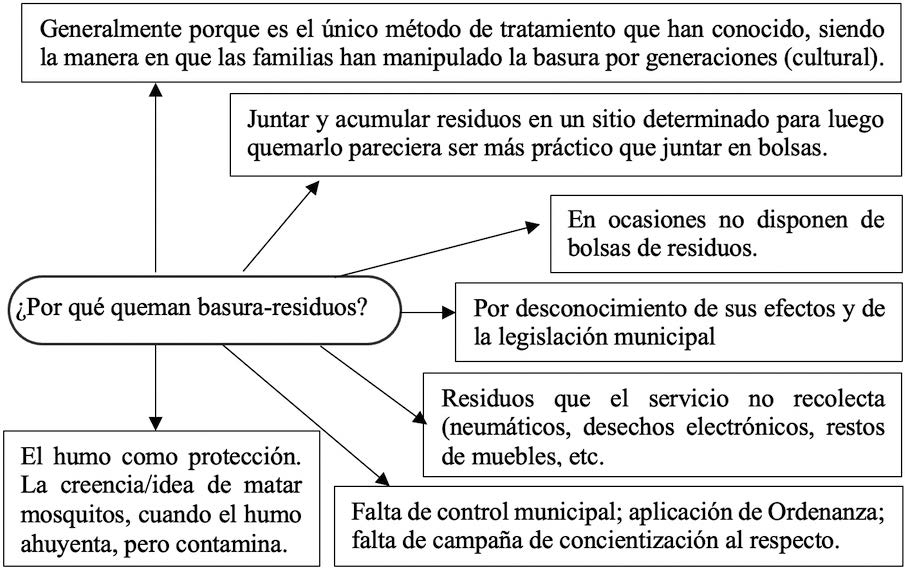 Generalmente porque es el único método de tratamiento que han conocido, siendo
la manera en que las familias han manipulado la basura por generaciones (cultural).
Juntar y acumular residuos en un sitio determinado para luego
quemarlo pareciera ser más práctico que juntar en bolsas.
En ocasiones no disponen de
bolsas de residuos.
¿Por qué queman basura-residuos?
Por desconocimiento de sus efectos y de
la legislación municipal
Residuos que el servicio no recolecta
(neumáticos, desechos electrónicos, restos
de muebles, etc.
El humo como protección.
La creencia/idea de matar
mosquitos, cuando el humo
ahuyenta, pero contamina.
Falta de control municipal; aplicación de Ordenanza;
falta de campaña de concientización al respecto.